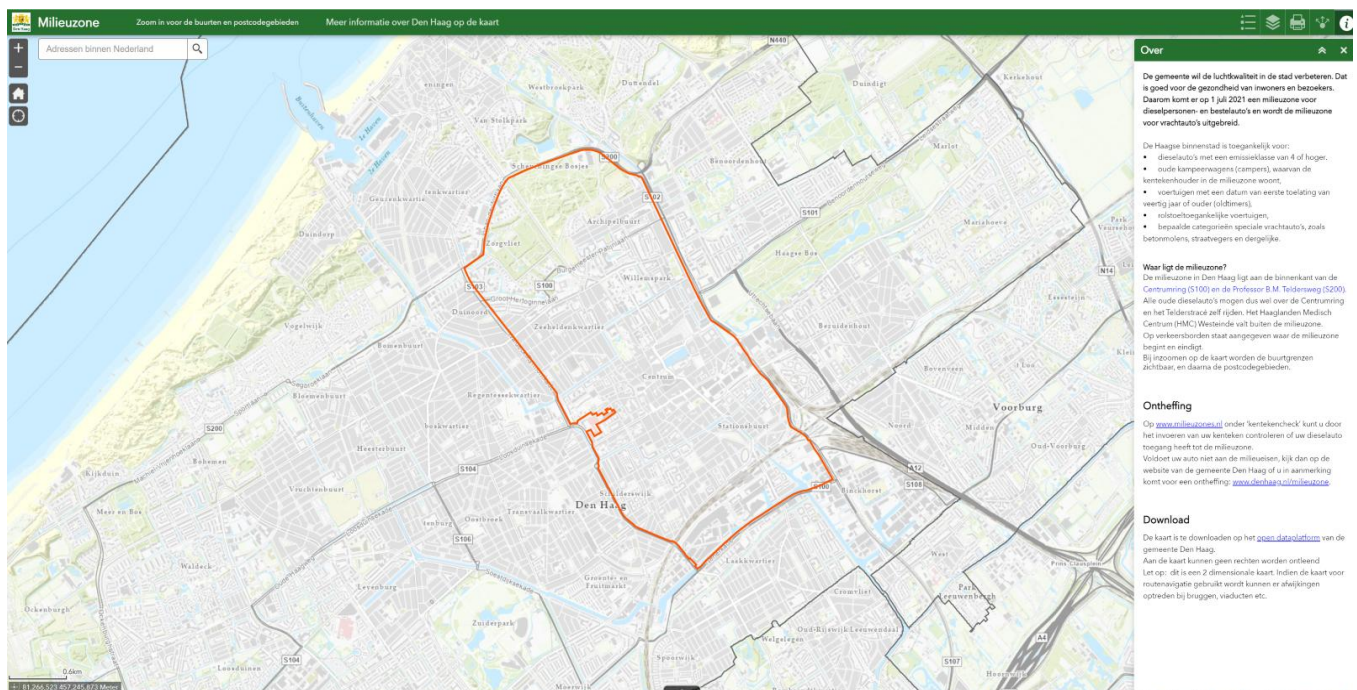 Milieuzone
Zoom in voor de buurten en postcodegebieden
Meer informatie over Den Haag op de kaart
Adressen binnen Nederland
N440
Kerkehout
Westbroekpark
Duttendel
Duindigt
Van Stolkpark
S200
Benoordenhout
Marlot
Scheveningse Bosjes
S102
Geuzenkwartier
Archipelbuurt
S101
Mariahoeve
Duindorp
Zorgvliet
Haagse Bos
Willemspark
N14
S103
S100
Duinoord
Vogelwijk
Zeeheldenkwartier
Bezuidenhout
Bomenbuurt
Centrum
Bloemenbuurt
Regentessekwartier
Voorburg
S200
Stationsbuurt
Midden
Oud-Voorburg
Heesterbuurt
Kijkduin
Bohemen
S104
A12
S100
S108
Binckhorst
Vruchtenbuurt
Schilderswijk
Meer en Bos
Den Haag
Transvaalkwartier
Oostbroek
S106
Laakkwartier
West
Prins Clausplein
Waldeck
Leyenburg
Groente- en
Fruitmarkt
Park
Leeuwenbergh
Cromvliet
Ockenburgh
Zuiderpark
Oud-Rijswijk
Leeuwendaal
Welgelegen
A4
Loosduinen
S104
Spoorwijk
S107
Moerwijk
Hoornwijk
0.6km
Over
De gemeente wil de luchtkwaliteit in de stad verbeteren. Dat
is goed voor de gezondheid van inwoners en bezoekers.
Daarom komt er op 1 juli 2021 een milieuzone voor
dieselpersonen- en bestelauto's en wordt de milieuzone
voor vrachtauto's uitgebreid.
De Haagse binnenstad is toegankelijk voor:
• dieselauto's met een emissieklasse van 4 of hoger.
• oude kampeerwagens (campers), waarvan de
kentekenhouder in de milieuzone woont,
• voertuigen met een datum van eerste toelating van
veertig jaar of ouder (oldtimers),
• rolstoeltoegankelijke voertuigen,
• bepaalde categorieën speciale vrachtauto's, zoals
betonmolens, straatvegers en dergelijke.
Waar ligt de milieuzone?
De milieuzone in Den Haag ligt aan de binnenkant van de
Centrumring (S100) en de Professor B.M. Teldersweg (S200).
Alle oude dieselauto's mogen dus wel over de Centrumring
en het Telderstracé zelf rijden. Het Haaglanden Medisch
Centrum (HMC) Westeinde valt buiten de milieuzone.
Op verkeersborden staat aangegeven waar de milieuzone
begint en eindigt.
Bij inzoomen op de kaart worden de buurtgrenzen
zichtbaar, en daarna de postcodegebieden.
Ontheffing
Op www.milieuzones.nl onder 'kentekencheck' kunt u door
het invoeren van uw kenteken controleren of uw dieselauto
toegang heeft tot de milieuzone.
Voldoet uw auto niet aan de milieueisen, kijk dan op de
website van de gemeente Den Haag of u in aanmerking
komt voor een ontheffing: www.denhaag.nl/milieuzone.
Download
De kaart is te downloaden op het open dataplatform van de
gemeente Den Haag.
Aan de kaart kunnen geen rechten worden ontleend
Let op: dit is een 2 dimensionale kaart. Indien de kaart voor
routenavigatie gebruikt wordt kunnen er afwijkingen
optreden bij bruggen, viaducten etc.